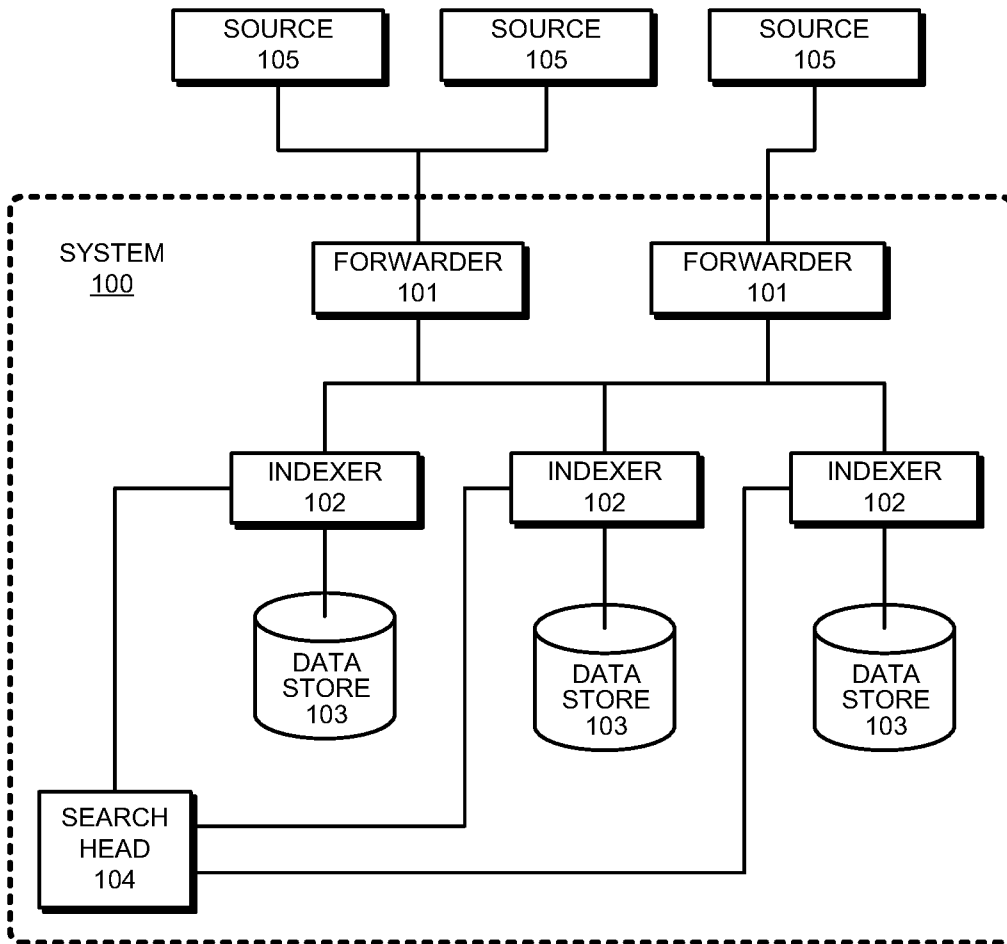 SOURCE
105
SOURCE
105
SOURCE
105
SYSTEM
100
FORWARDER
101
FORWARDER
101
INDEXER
102
INDEXER
102
INDEXER
102
DATA
STORE
103
DATA
STORE
103
DATA
STORE
103
SEARCH
HEAD
104